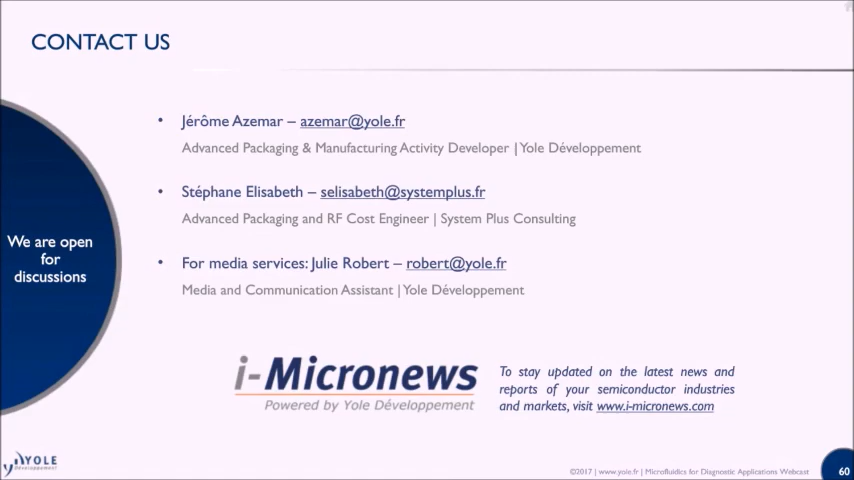 CONTACT US
• Jérôme Azemar – azemar@yole.fr
Advanced Packaging & Manufacturing Activity Developer | Yole Développement
• Stéphane Elisabeth – selisabeth@systemplus.fr
Advanced Packaging and RF Cost Engineer | System Plus Consulting
We are open
for
discussions
• For media services: Julie Robert – robert@yole.fr
Media and Communication Assistant | Yole Développement
i-Micronews
Powered by Yole Développement
To stay updated on the latest news and
reports of your semiconductor industries
and markets, visit www.i-micronews.com
YOLE
Développement
©2017 | www.yole.fr | Microfluidics for Diagnostic Applications Webcast
60